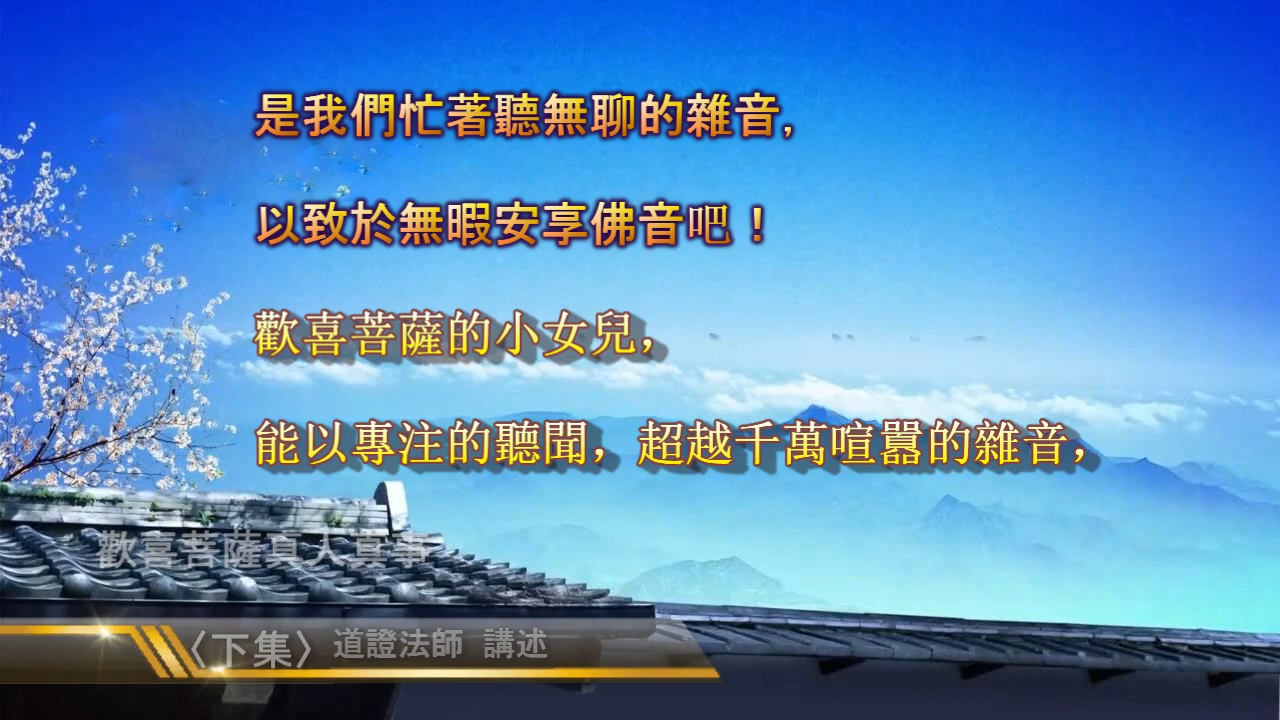 是我們忙著聽無聊的雜音,
以致於無暇安享佛音吧！
歡喜菩薩的小女兒，
能以專注的聽聞，超越千萬喧囂的雜音，
歡喜菩薩真人真事
〈下集〉道證法師 講述